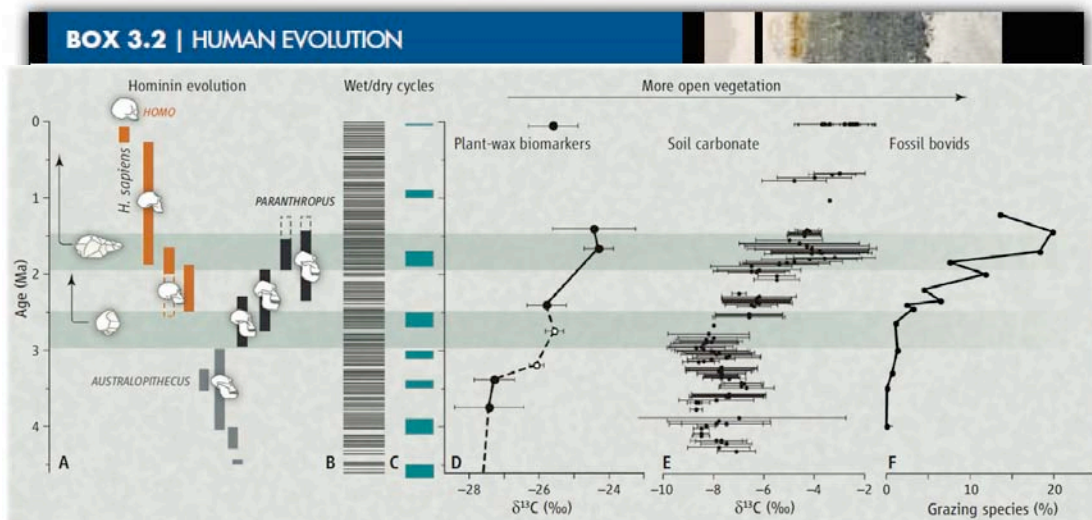 BOX 3.2 | HUMAN EVOLUTION
Hominin evolution
Wet/dry cycles
More open vegetation
HOMO
H. sapiens
PARANTHROPUS
AUSTRALOPITHECUS
Plant-wax biomarkers
Soil carbonate
Fossil bovids
Age (Ma)
0
1
2
3
4
A
B
C
D
E
F
−28
−26
−24
−10
−8
−6
−4
−2
0
10
20
δ¹³C (‰)
δ¹³C (‰)
Grazing species (%)